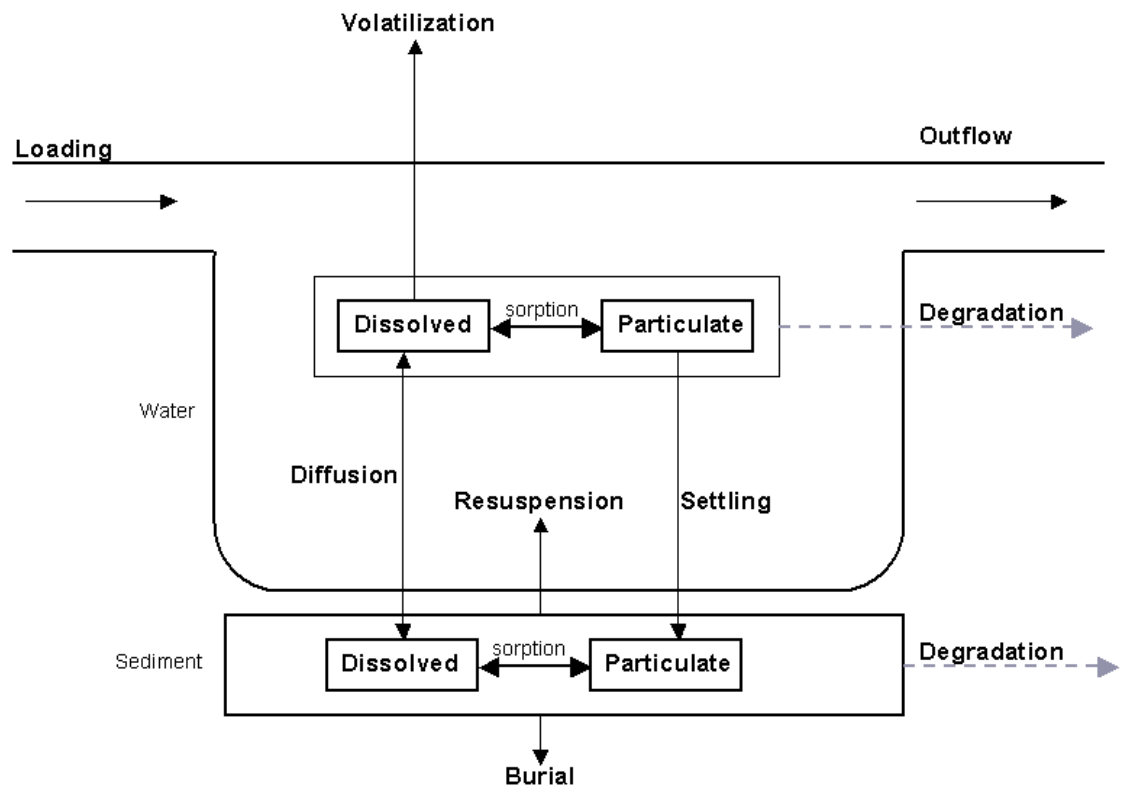 Volatilization
Loading
Outflow
Dissolved
sorption
Particulate
Degradation
Water
Diffusion
Resuspension
Settling
Sediment
Dissolved
sorption
Particulate
Degradation
Burial